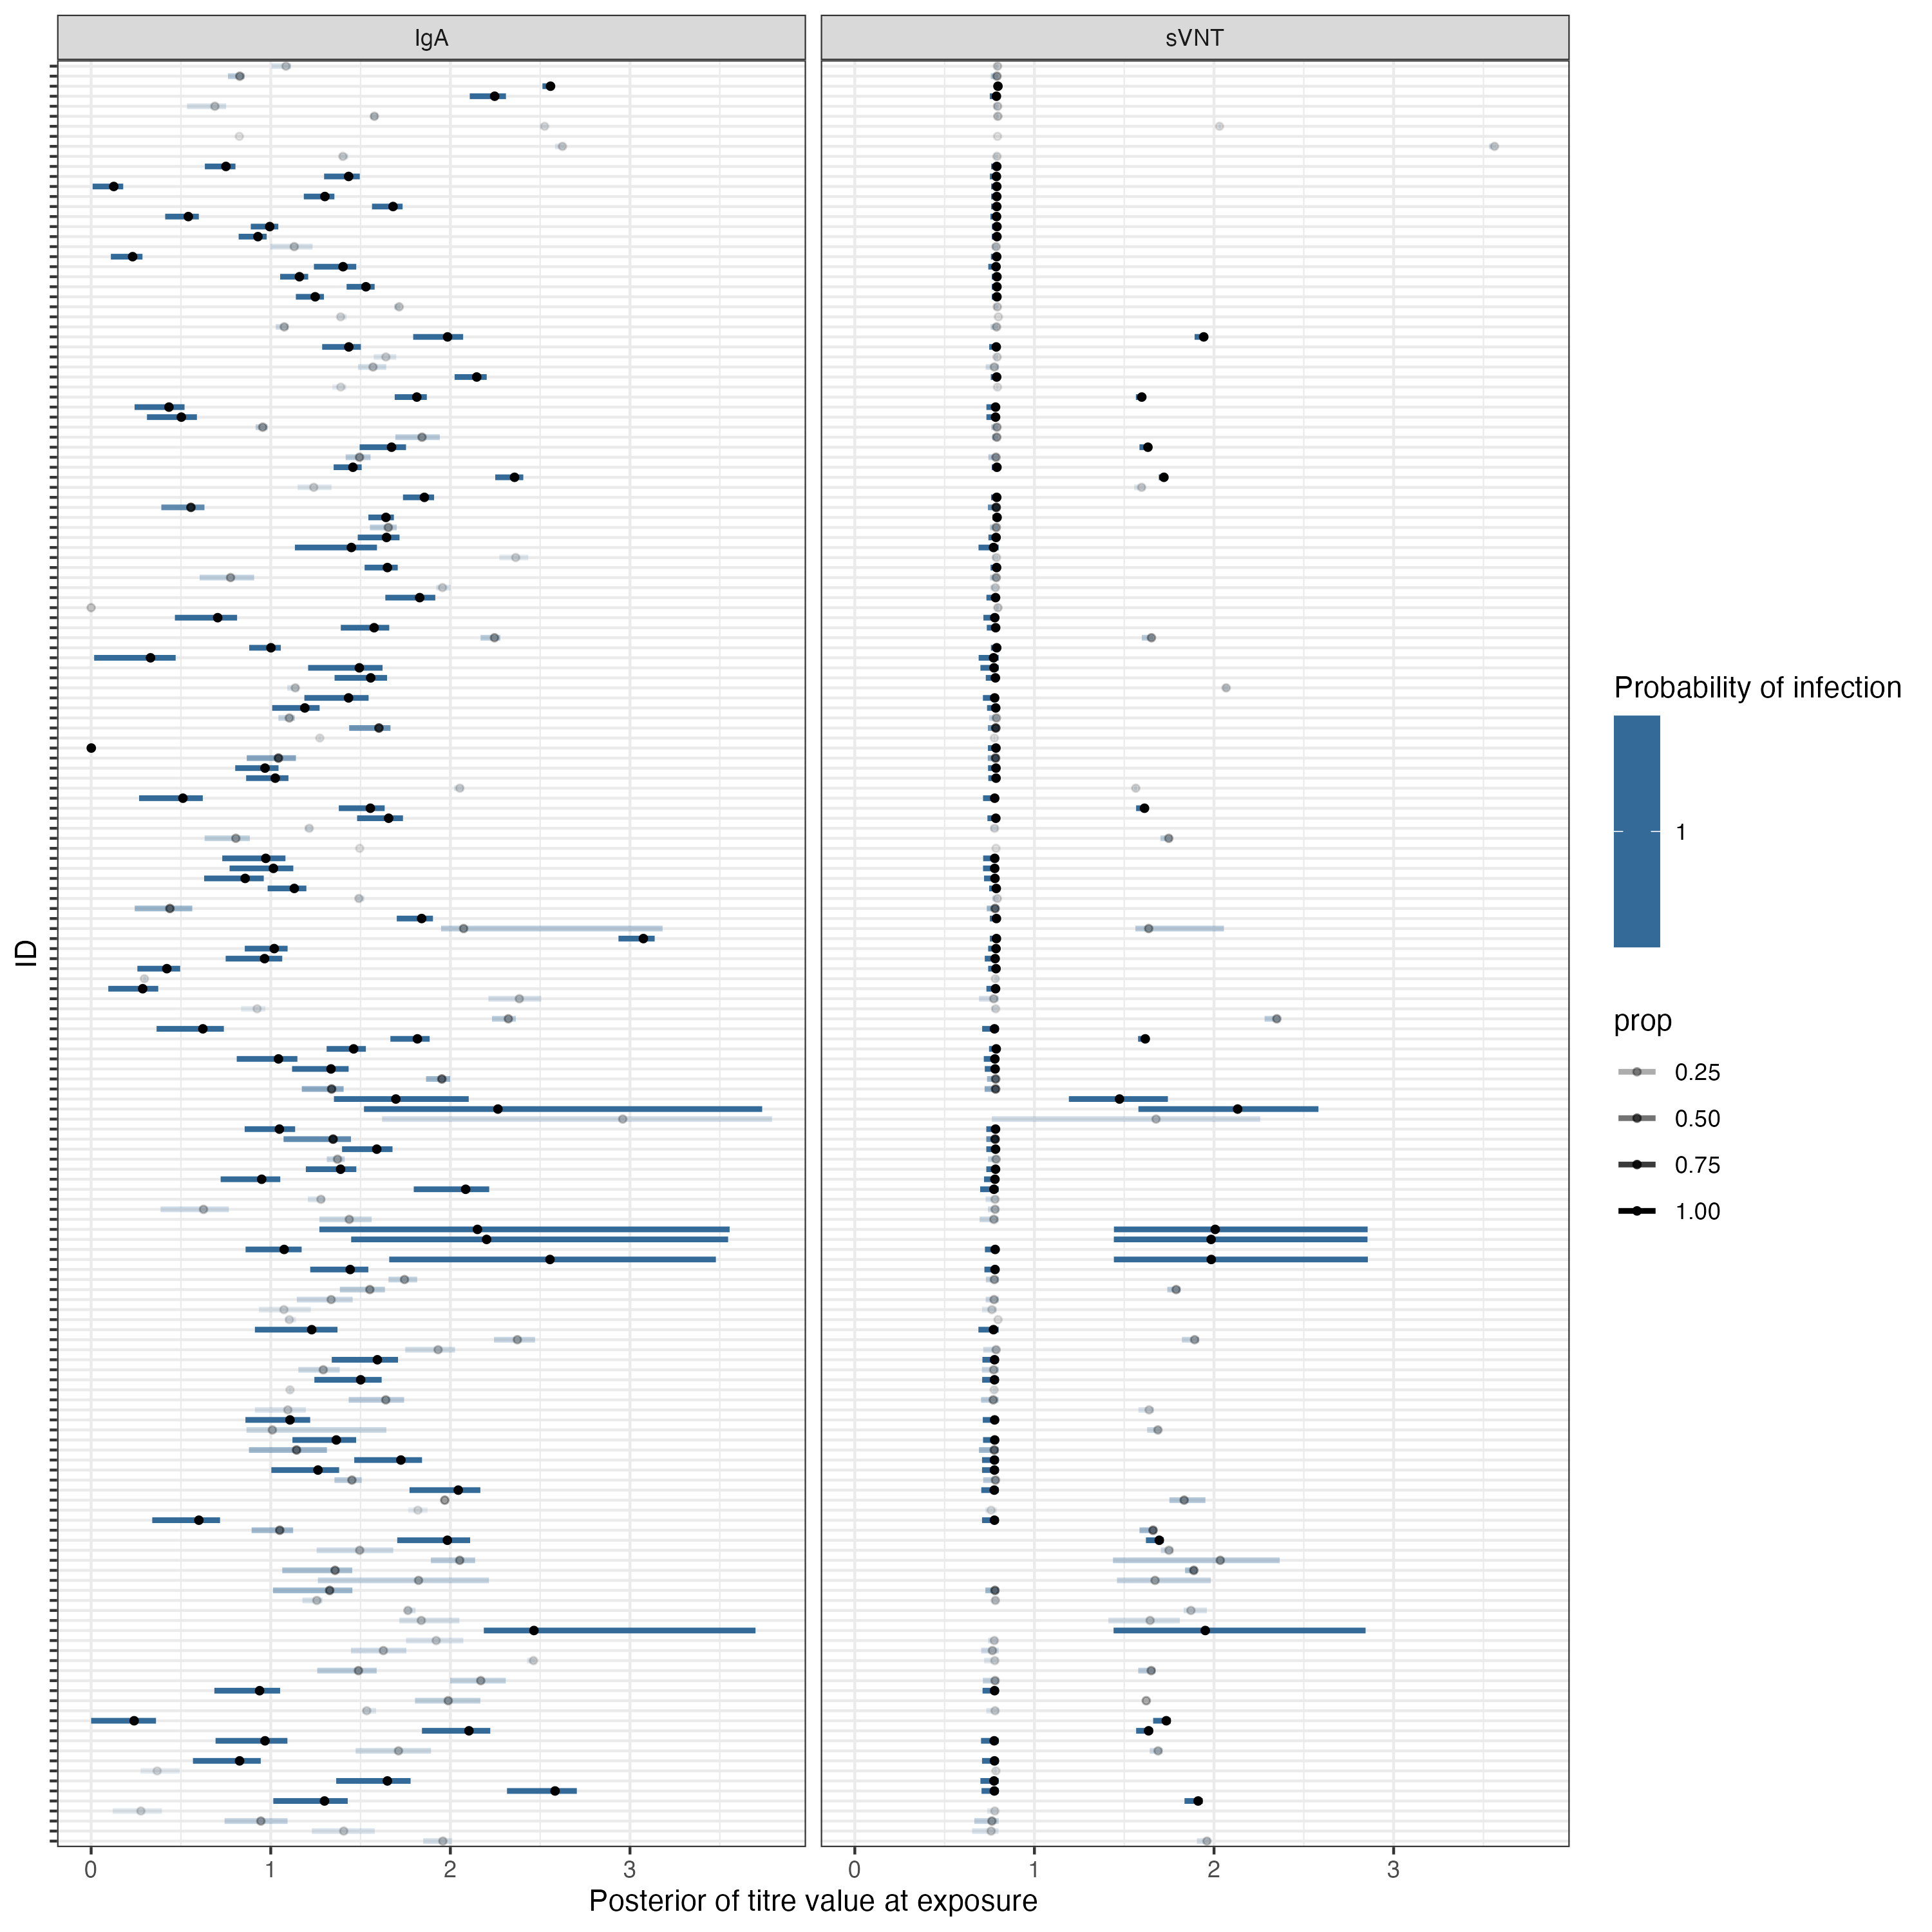 IgA
sVNT
ID
0 1 2 3
0 1 2 3
Posterior of titre value at exposure
Probability of infection
1
prop
0.25
0.50
0.75
1.00